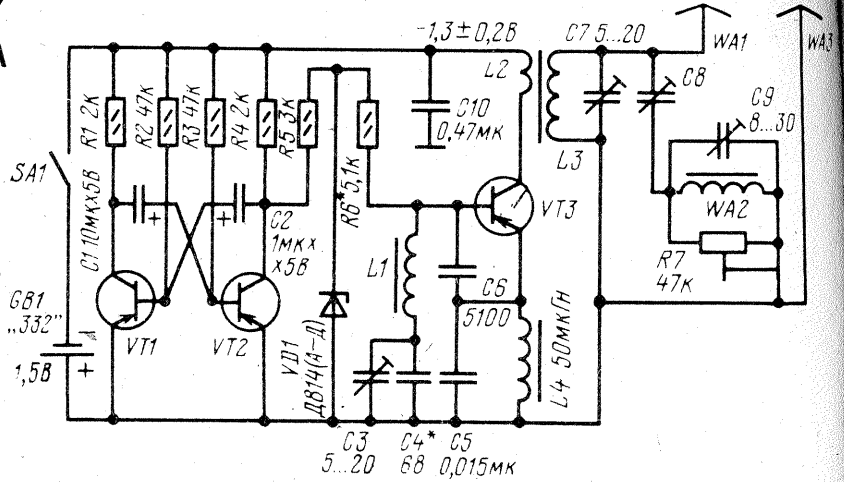 -1,3 ± 0,2В
C7 5...20
WA1
WA3
L2
C8
R1 2к
R2 47к
R3 47к
R4 2к
R5 3к
C10
0,47мк
C9
8...30
L3
SA1
R6* 5,1к
C1 10мк×5В
+
+
C2
1мк×
×5В
VT3
WA2
L1
R7
47к
GB1
„332"
C6
5100
VT1
VT2
1,5В
+
VD1
Д814(А-Д)
L4 50мкГн
C3
5...20
C4*
68
C5
0,015мк